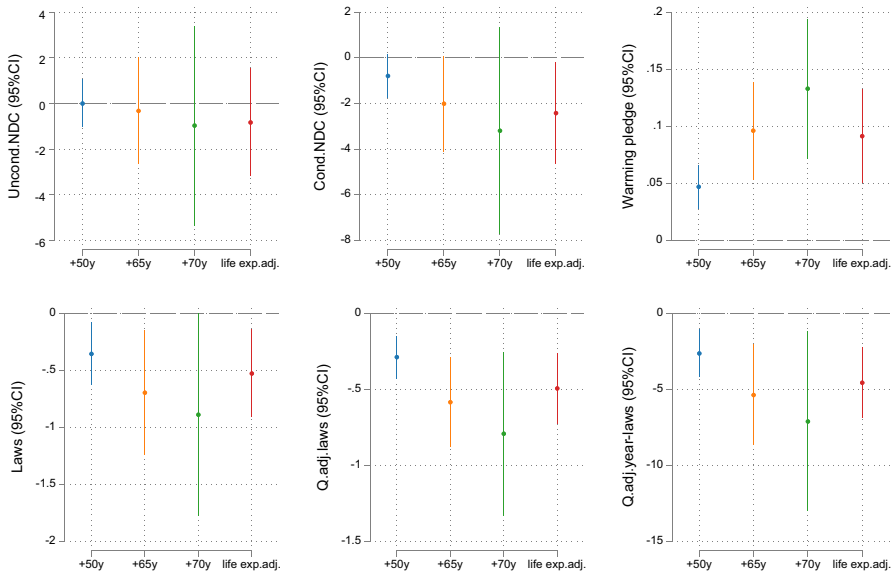 Uncond.NDC (95%CI)
4
2
0
-2
-4
-6
+50y +65y +70y life exp.adj.
Cond.NDC (95%CI)
2
0
-2
-4
-6
-8
+50y +65y +70y life exp.adj.
Warming pledge (95%CI)
.2
.15
.1
.05
0
+50y +65y +70y life exp.adj.
Laws (95%CI)
0
-.5
-1
-1.5
-2
+50y +65y +70y life exp.adj.
Q.adj.laws (95%CI)
0
-.5
-1
-1.5
+50y +65y +70y life exp.adj.
Q.adj.year-laws (95%CI)
0
-5
-10
-15
+50y +65y +70y life exp.adj.